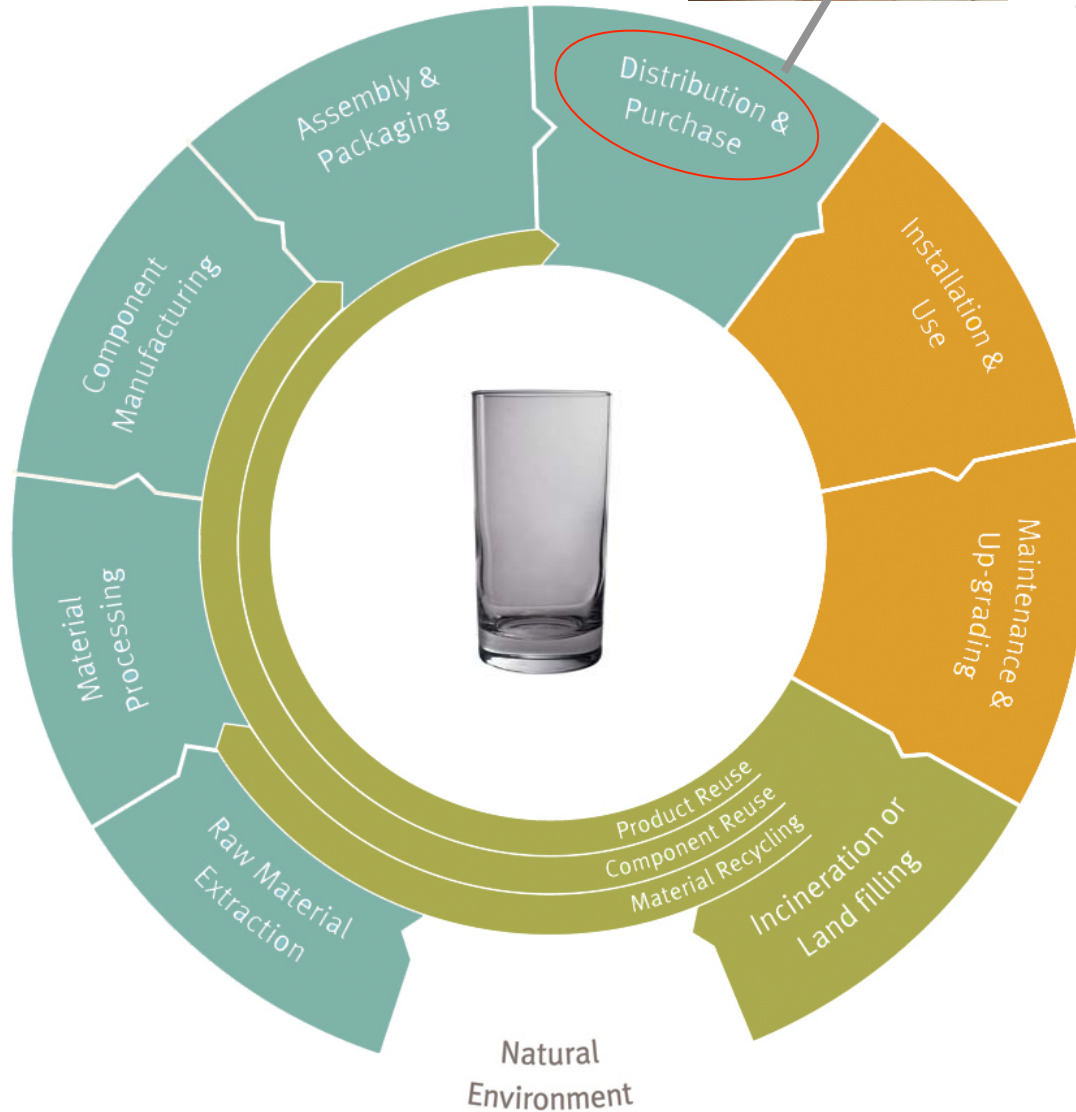 Distribution &
Purchase
Installation &
Use
Maintenance &
Up-grading
Incineration or
Land filling
Product Reuse
Component Reuse
Material Recycling
Natural
Environment
Raw Material
Extraction
Material
Processing
Component
Manufacturing
Assembly &
Packaging